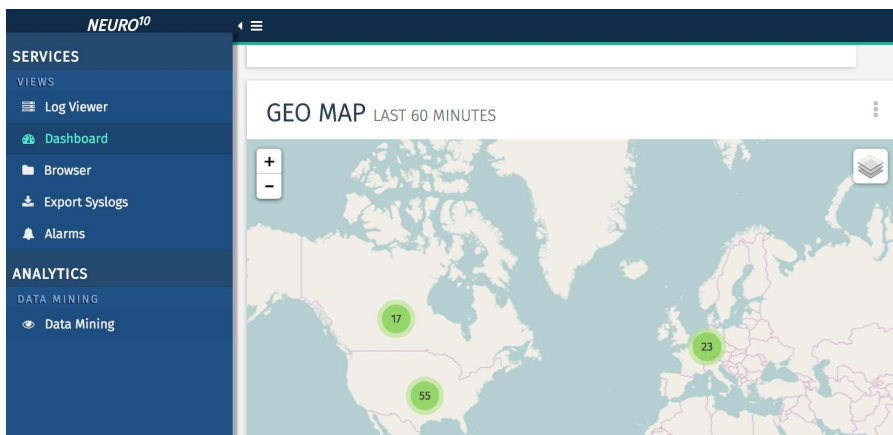 NEURO¹⁰
SERVICES
VIEWS
Log Viewer
Dashboard
Browser
Export Syslogs
Alarms
ANALYTICS
DATA MINING
Data Mining
GEO MAP LAST 60 MINUTES
+
−
17
23
55